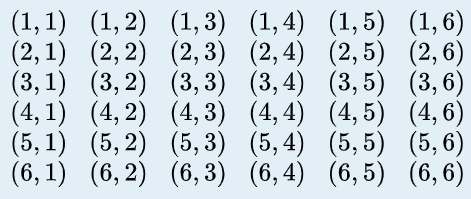 (1, 1) (1, 2) (1, 3) (1, 4) (1, 5) (1, 6)
(2, 1) (2, 2) (2, 3) (2, 4) (2, 5) (2, 6)
(3, 1) (3, 2) (3, 3) (3, 4) (3, 5) (3, 6)
(4, 1) (4, 2) (4, 3) (4, 4) (4, 5) (4, 6)
(5, 1) (5, 2) (5, 3) (5, 4) (5, 5) (5, 6)
(6, 1) (6, 2) (6, 3) (6, 4) (6, 5) (6, 6)